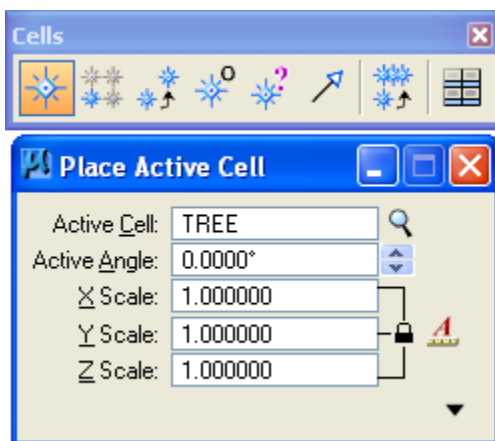 Cells
Place Active Cell
Active Cell: TREE
Active Angle: 0.0000°
X Scale: 1.000000
Y Scale: 1.000000
Z Scale: 1.000000